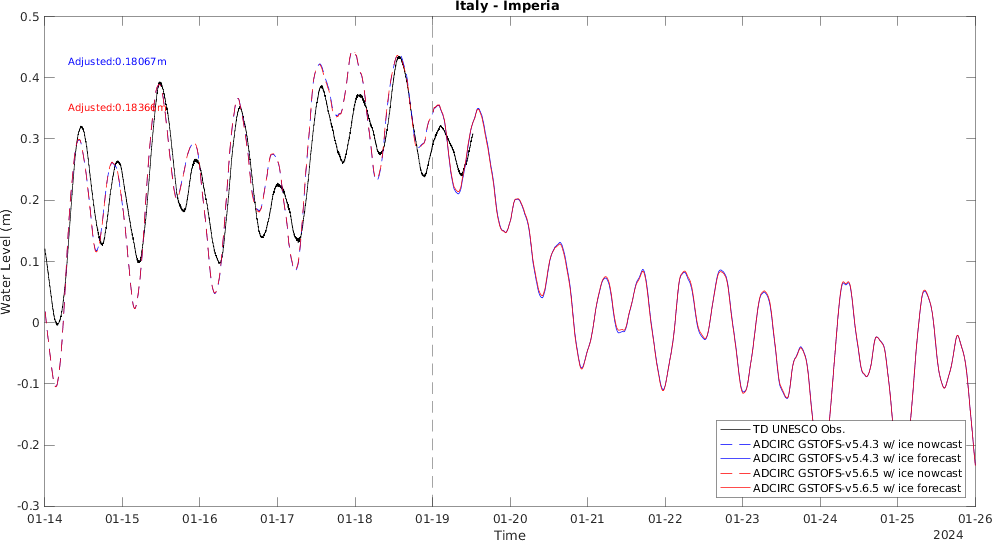 Italy - Imperia
0.5
0.4
0.3
0.2
0.1
0
-0.1
-0.2
-0.3
Water Level (m)
Adjusted:0.18067m
Adjusted:0.18366m
TD UNESCO Obs.
ADCIRC GSTOFS-v5.4.3 w/ ice nowcast
ADCIRC GSTOFS-v5.4.3 w/ ice forecast
ADCIRC GSTOFS-v5.6.5 w/ ice nowcast
ADCIRC GSTOFS-v5.6.5 w/ ice forecast
01-14 01-15 01-16 01-17 01-18 01-19 01-20 01-21 01-22 01-23 01-24 01-25 01-26
Time
2024